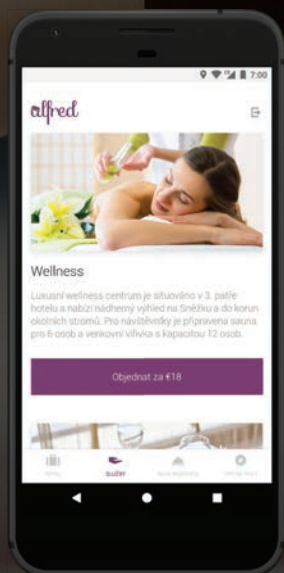 7:00
alfred
Wellness
Luxusní wellness centrum je situováno v 3. patře
hotelu a nabízí nádherný výhled na Sněžku a do korun
okolních stromů. Pro návštěvníky je připravena sauna
pro 6 osob a venkovní vířivka s kapacitou 12 osob.
Objednat za €18
SLUŽBY